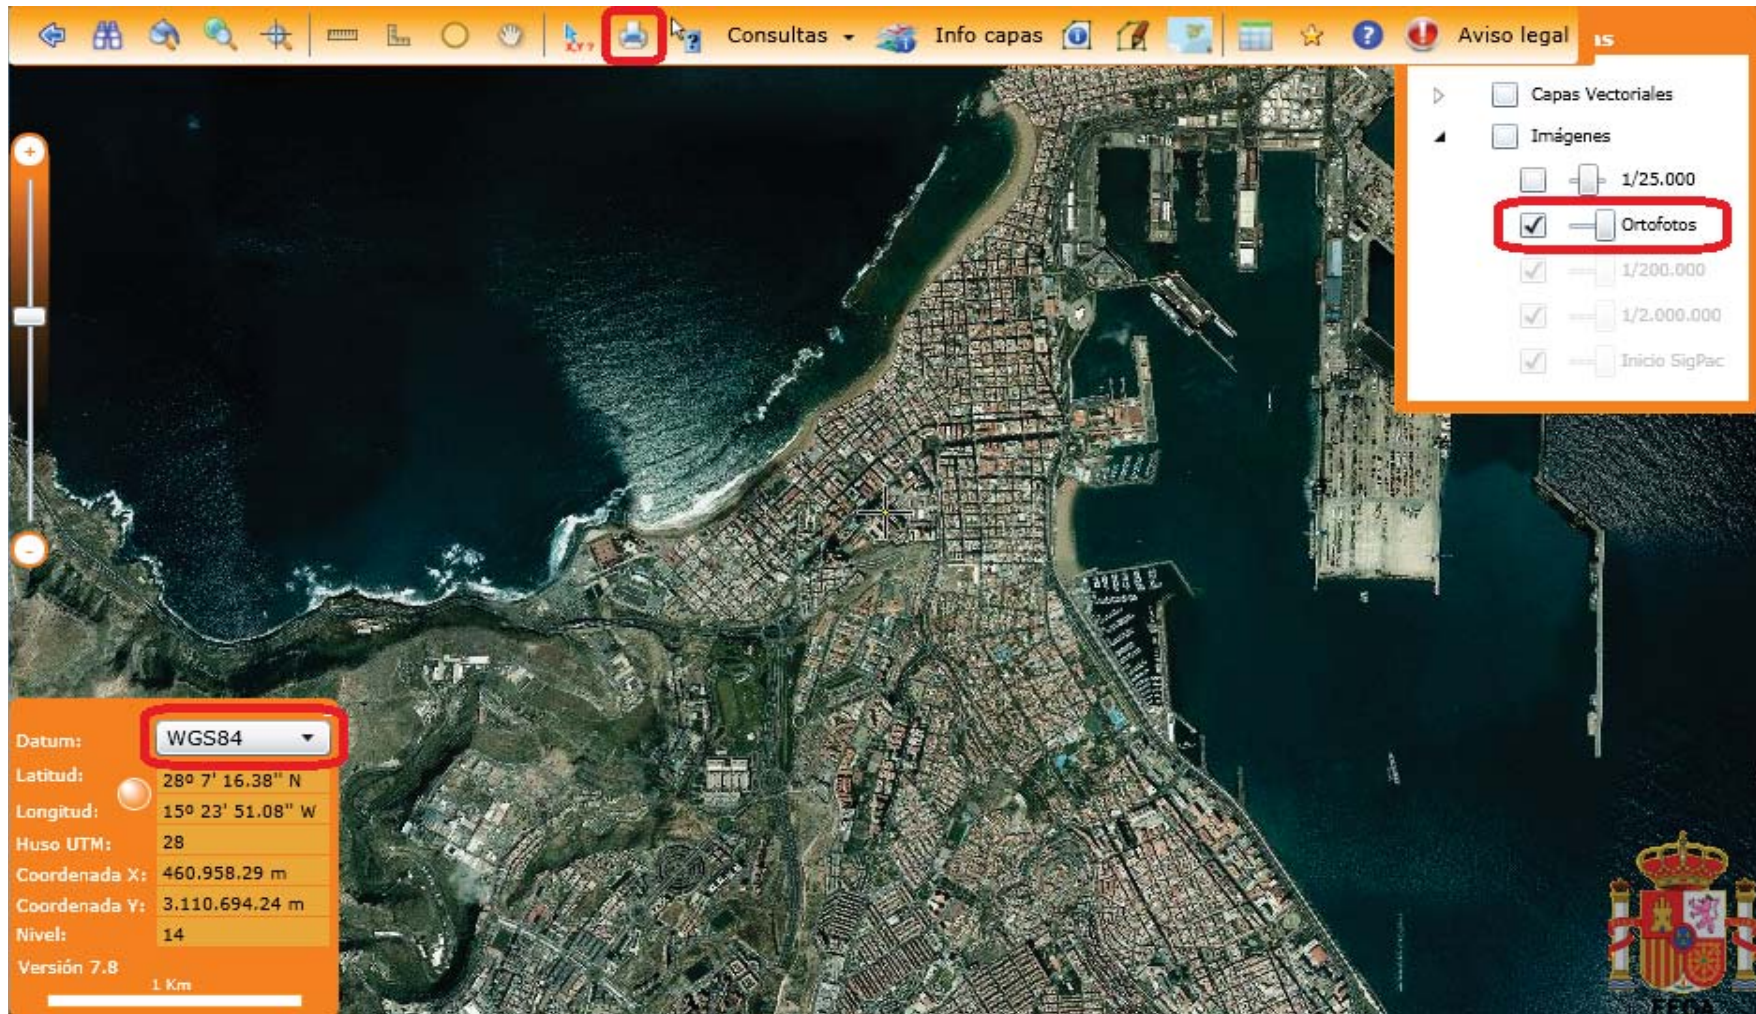 X,Y ?
Consultas
Info capas
Aviso legal
as
Capas Vectoriales
Imágenes
1/25.000
Ortofotos
1/200.000
1/2.000.000
Inicio SigPac
Datum: WGS84
Latitud: 28º 7' 16.38'' N
Longitud: 15º 23' 51.08'' W
Huso UTM: 28
Coordenada X: 460.958.29 m
Coordenada Y: 3.110.694.24 m
Nivel: 14
Versión 7.8
1 Km
FEGA